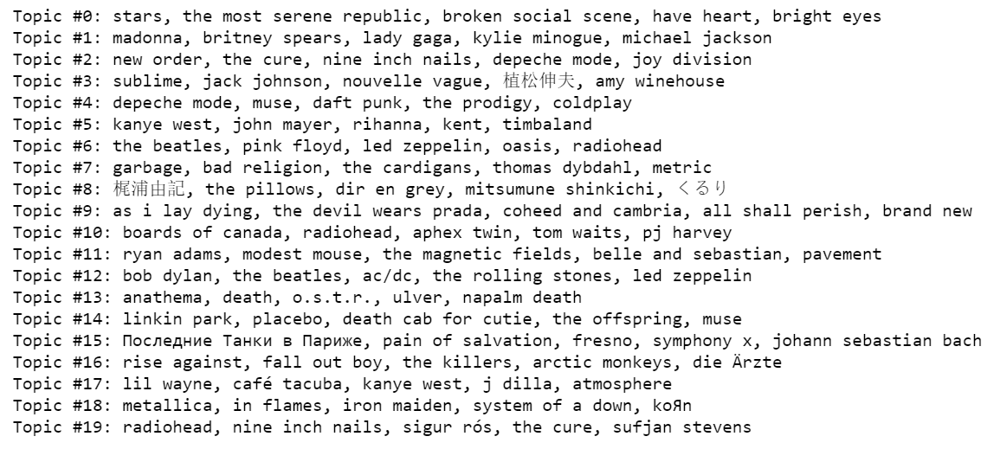 Topic #0: stars, the most serene republic, broken social scene, have heart, bright eyes
Topic #1: madonna, britney spears, lady gaga, kylie minogue, michael jackson
Topic #2: new order, the cure, nine inch nails, depeche mode, joy division
Topic #3: sublime, jack johnson, nouvelle vague, 植松伸夫, amy winehouse
Topic #4: depeche mode, muse, daft punk, the prodigy, coldplay
Topic #5: kanye west, john mayer, rihanna, kent, timbaland
Topic #6: the beatles, pink floyd, led zeppelin, oasis, radiohead
Topic #7: garbage, bad religion, the cardigans, thomas dybdahl, metric
Topic #8: 梶浦由記, the pillows, dir en grey, mitsumune shinkichi, くるり
Topic #9: as i lay dying, the devil wears prada, coheed and cambria, all shall perish, brand new
Topic #10: boards of canada, radiohead, aphex twin, tom waits, pj harvey
Topic #11: ryan adams, modest mouse, the magnetic fields, belle and sebastian, pavement
Topic #12: bob dylan, the beatles, ac/dc, the rolling stones, led zeppelin
Topic #13: anathema, death, o.s.t.r., ulver, napalm death
Topic #14: linkin park, placebo, death cab for cutie, the offspring, muse
Topic #15: Последние Танки в Париже, pain of salvation, fresno, symphony x, johann sebastian bach
Topic #16: rise against, fall out boy, the killers, arctic monkeys, die Ärzte
Topic #17: lil wayne, café tacuba, kanye west, j dilla, atmosphere
Topic #18: metallica, in flames, iron maiden, system of a down, koЯn
Topic #19: radiohead, nine inch nails, sigur rós, the cure, sufjan stevens